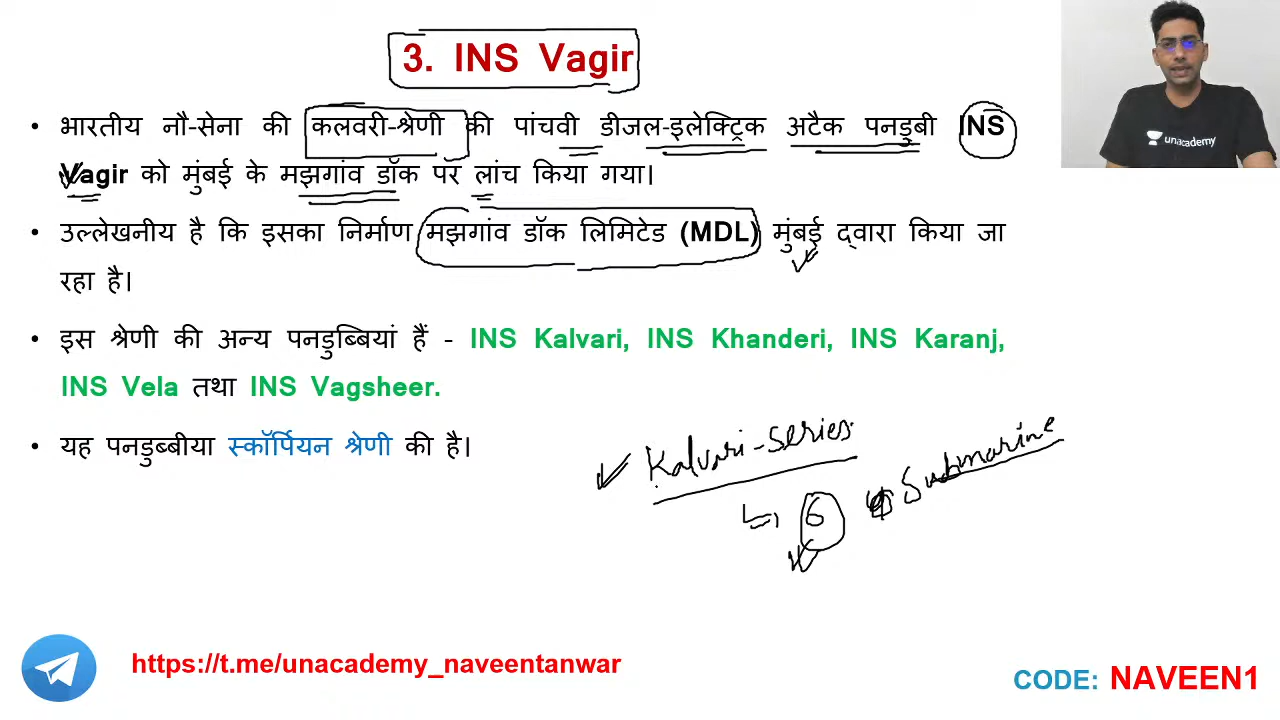 3. INS Vagir
unacademy
• भारतीय नौ-सेना की कलवरी-श्रेणी की पांचवी डीजल-इलेक्ट्रिक अटैक पनडुबी INS
Vagir को मुंबई के मझगांव डॉक पर लांच किया गया।
• उल्लेखनीय है कि इसका निर्माण मझगांव डॉक लिमिटेड (MDL) मुंबई द्वारा किया जा
रहा है।
• इस श्रेणी की अन्य पनडुब्बियां हैं - INS Kalvari, INS Khanderi, INS Karanj,
INS Vela तथा INS Vagsheer.
• यह पनडुब्बीया स्कॉर्पियन श्रेणी की है।
Kalvari-series
6 Submarine
https://t.me/unacademy_naveentanwar
CODE: NAVEEN1